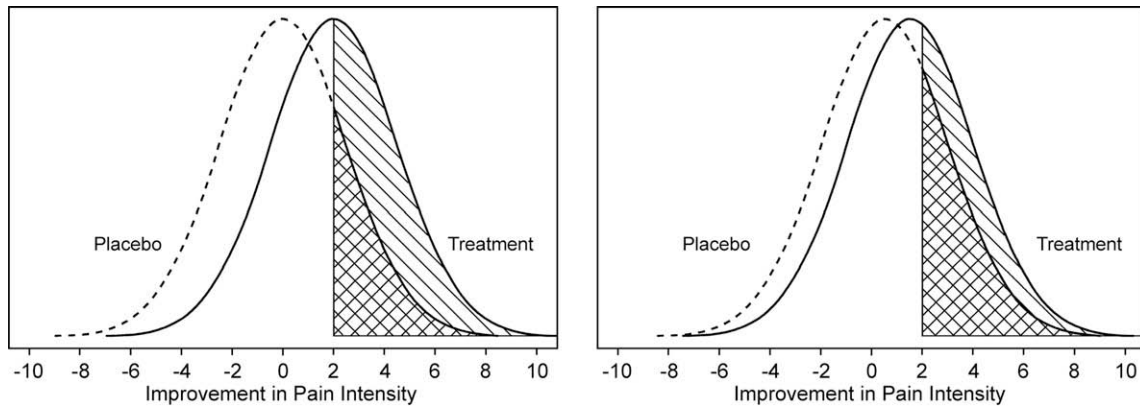 Placebo Treatment
-10 -8 -6 -4 -2 0 2 4 6 8 10
Improvement in Pain Intensity
Placebo Treatment
-10 -8 -6 -4 -2 0 2 4 6 8 10
Improvement in Pain Intensity